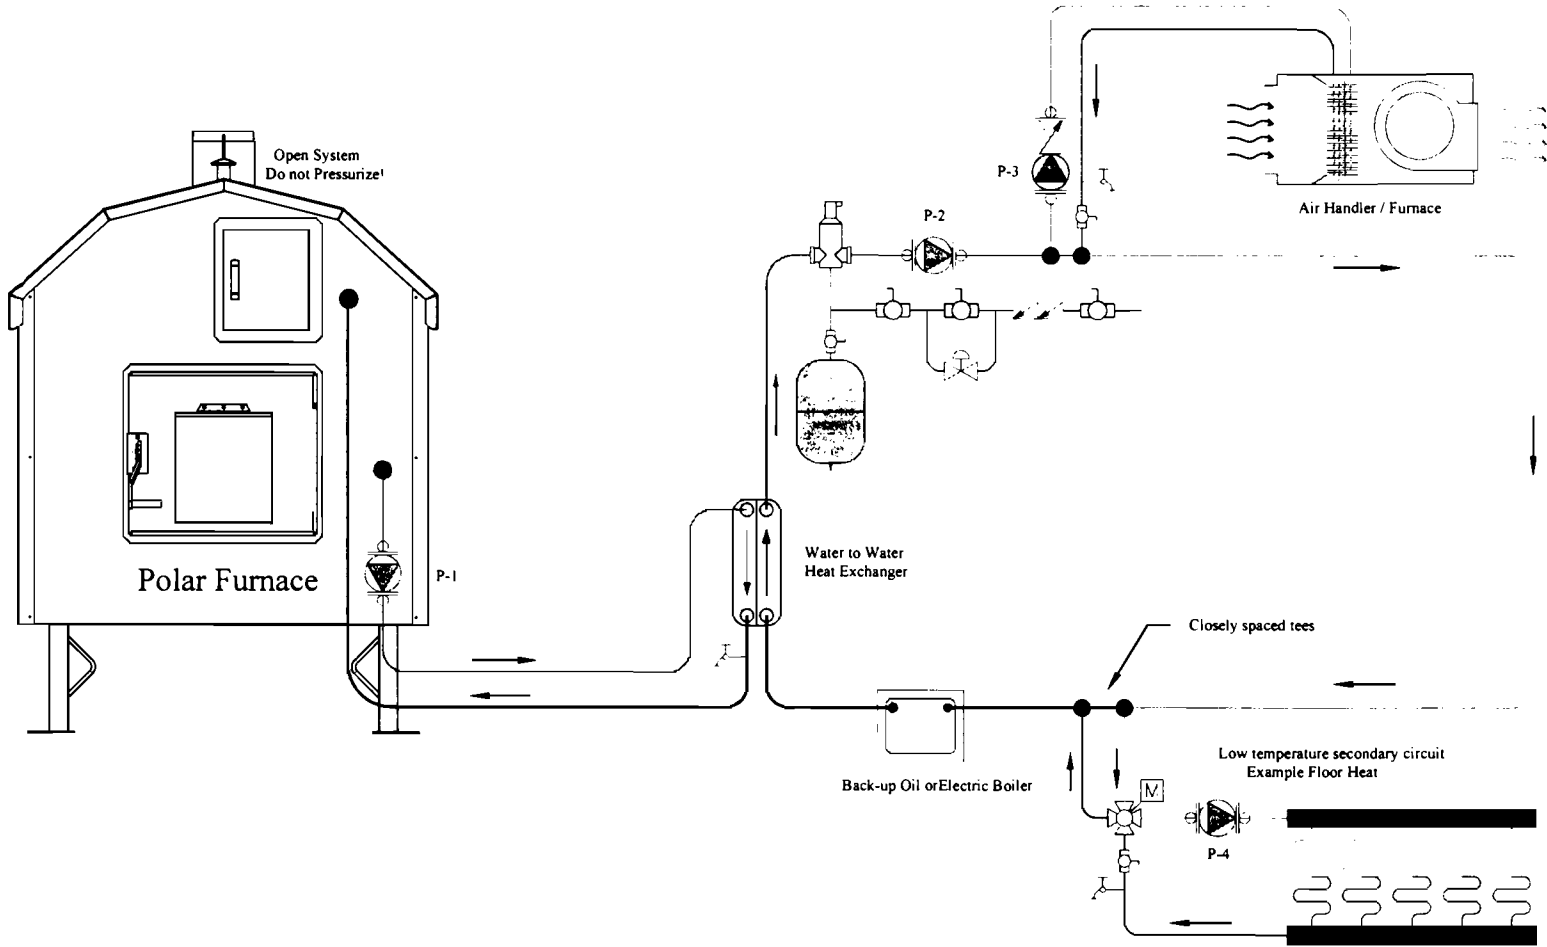 Open System
Do not Pressurize!
P-3
Air Handler / Furnace
P-2
Water to Water
Heat Exchanger
Polar Furnace
P-1
Closely spaced tees
Low temperature secondary circuit
Example Floor Heat
Back-up Oil orElectric Boiler
M
P-4